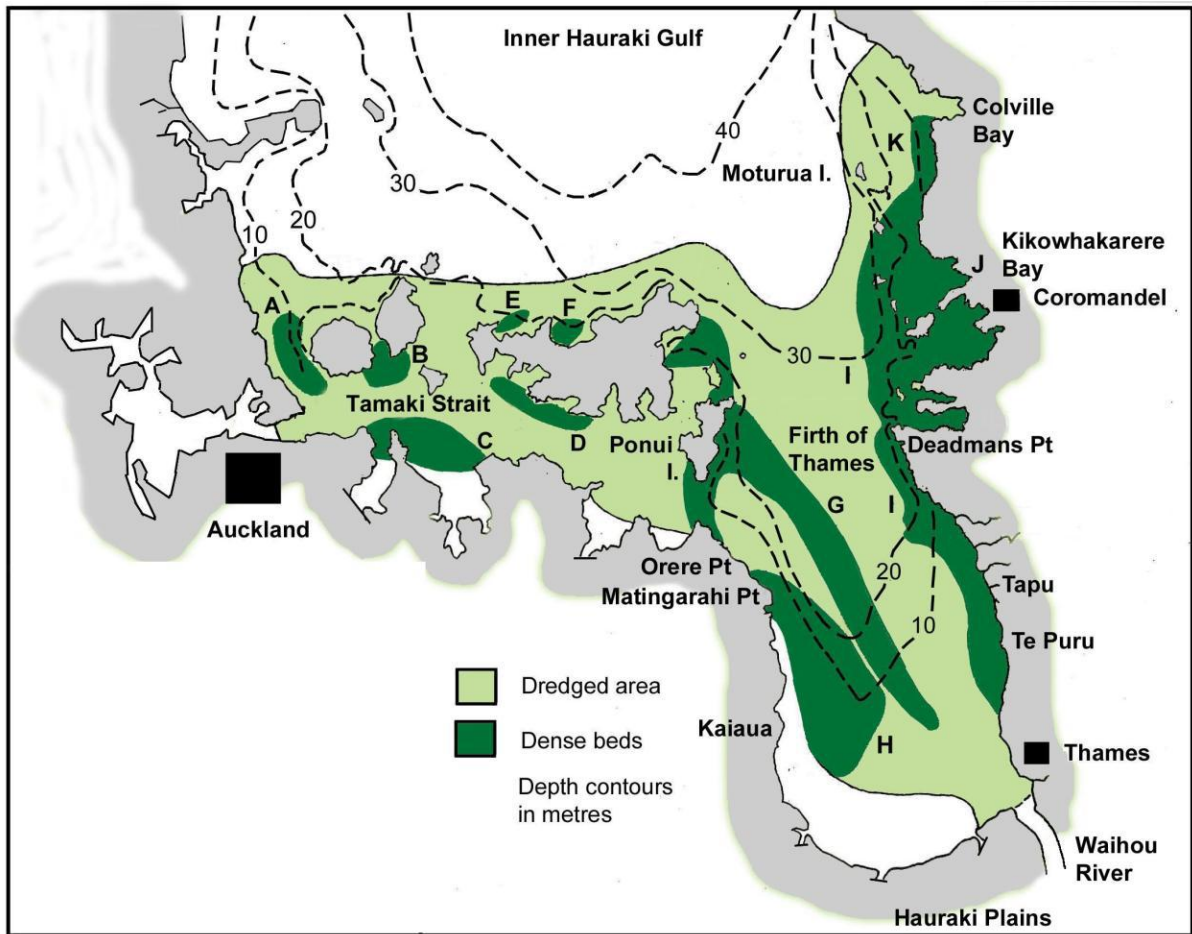 Inner Hauraki Gulf
Colville
Bay
40
K
Moturua I.
30
20
10
Kikowhakarere
Bay
J
Coromandel
A
E
F
B
30
I
Tamaki Strait
C
D
Ponui
I.
Firth of
Thames
Deadmans Pt
G
I
Auckland
Orere Pt
Matingarahi Pt
20
10
Tapu
Te Puru
Dredged area
Dense beds
Depth contours
in metres
Kaiaua
H
Thames
Waihou
River
Hauraki Plains